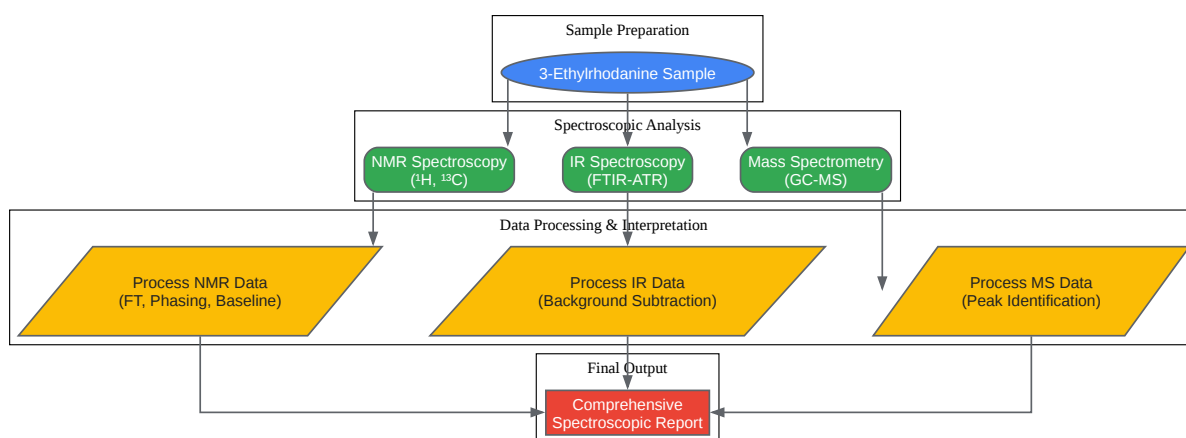 Sample Preparation
3-Ethylrhodanine Sample
Spectroscopic Analysis
NMR Spectroscopy
(¹H, ¹³C)
IR Spectroscopy
(FTIR-ATR)
Mass Spectrometry
(GC-MS)
Data Processing & Interpretation
Process NMR Data
(FT, Phasing, Baseline)
Process IR Data
(Background Subtraction)
Process MS Data
(Peak Identification)
Final Output
Comprehensive
Spectroscopic Report